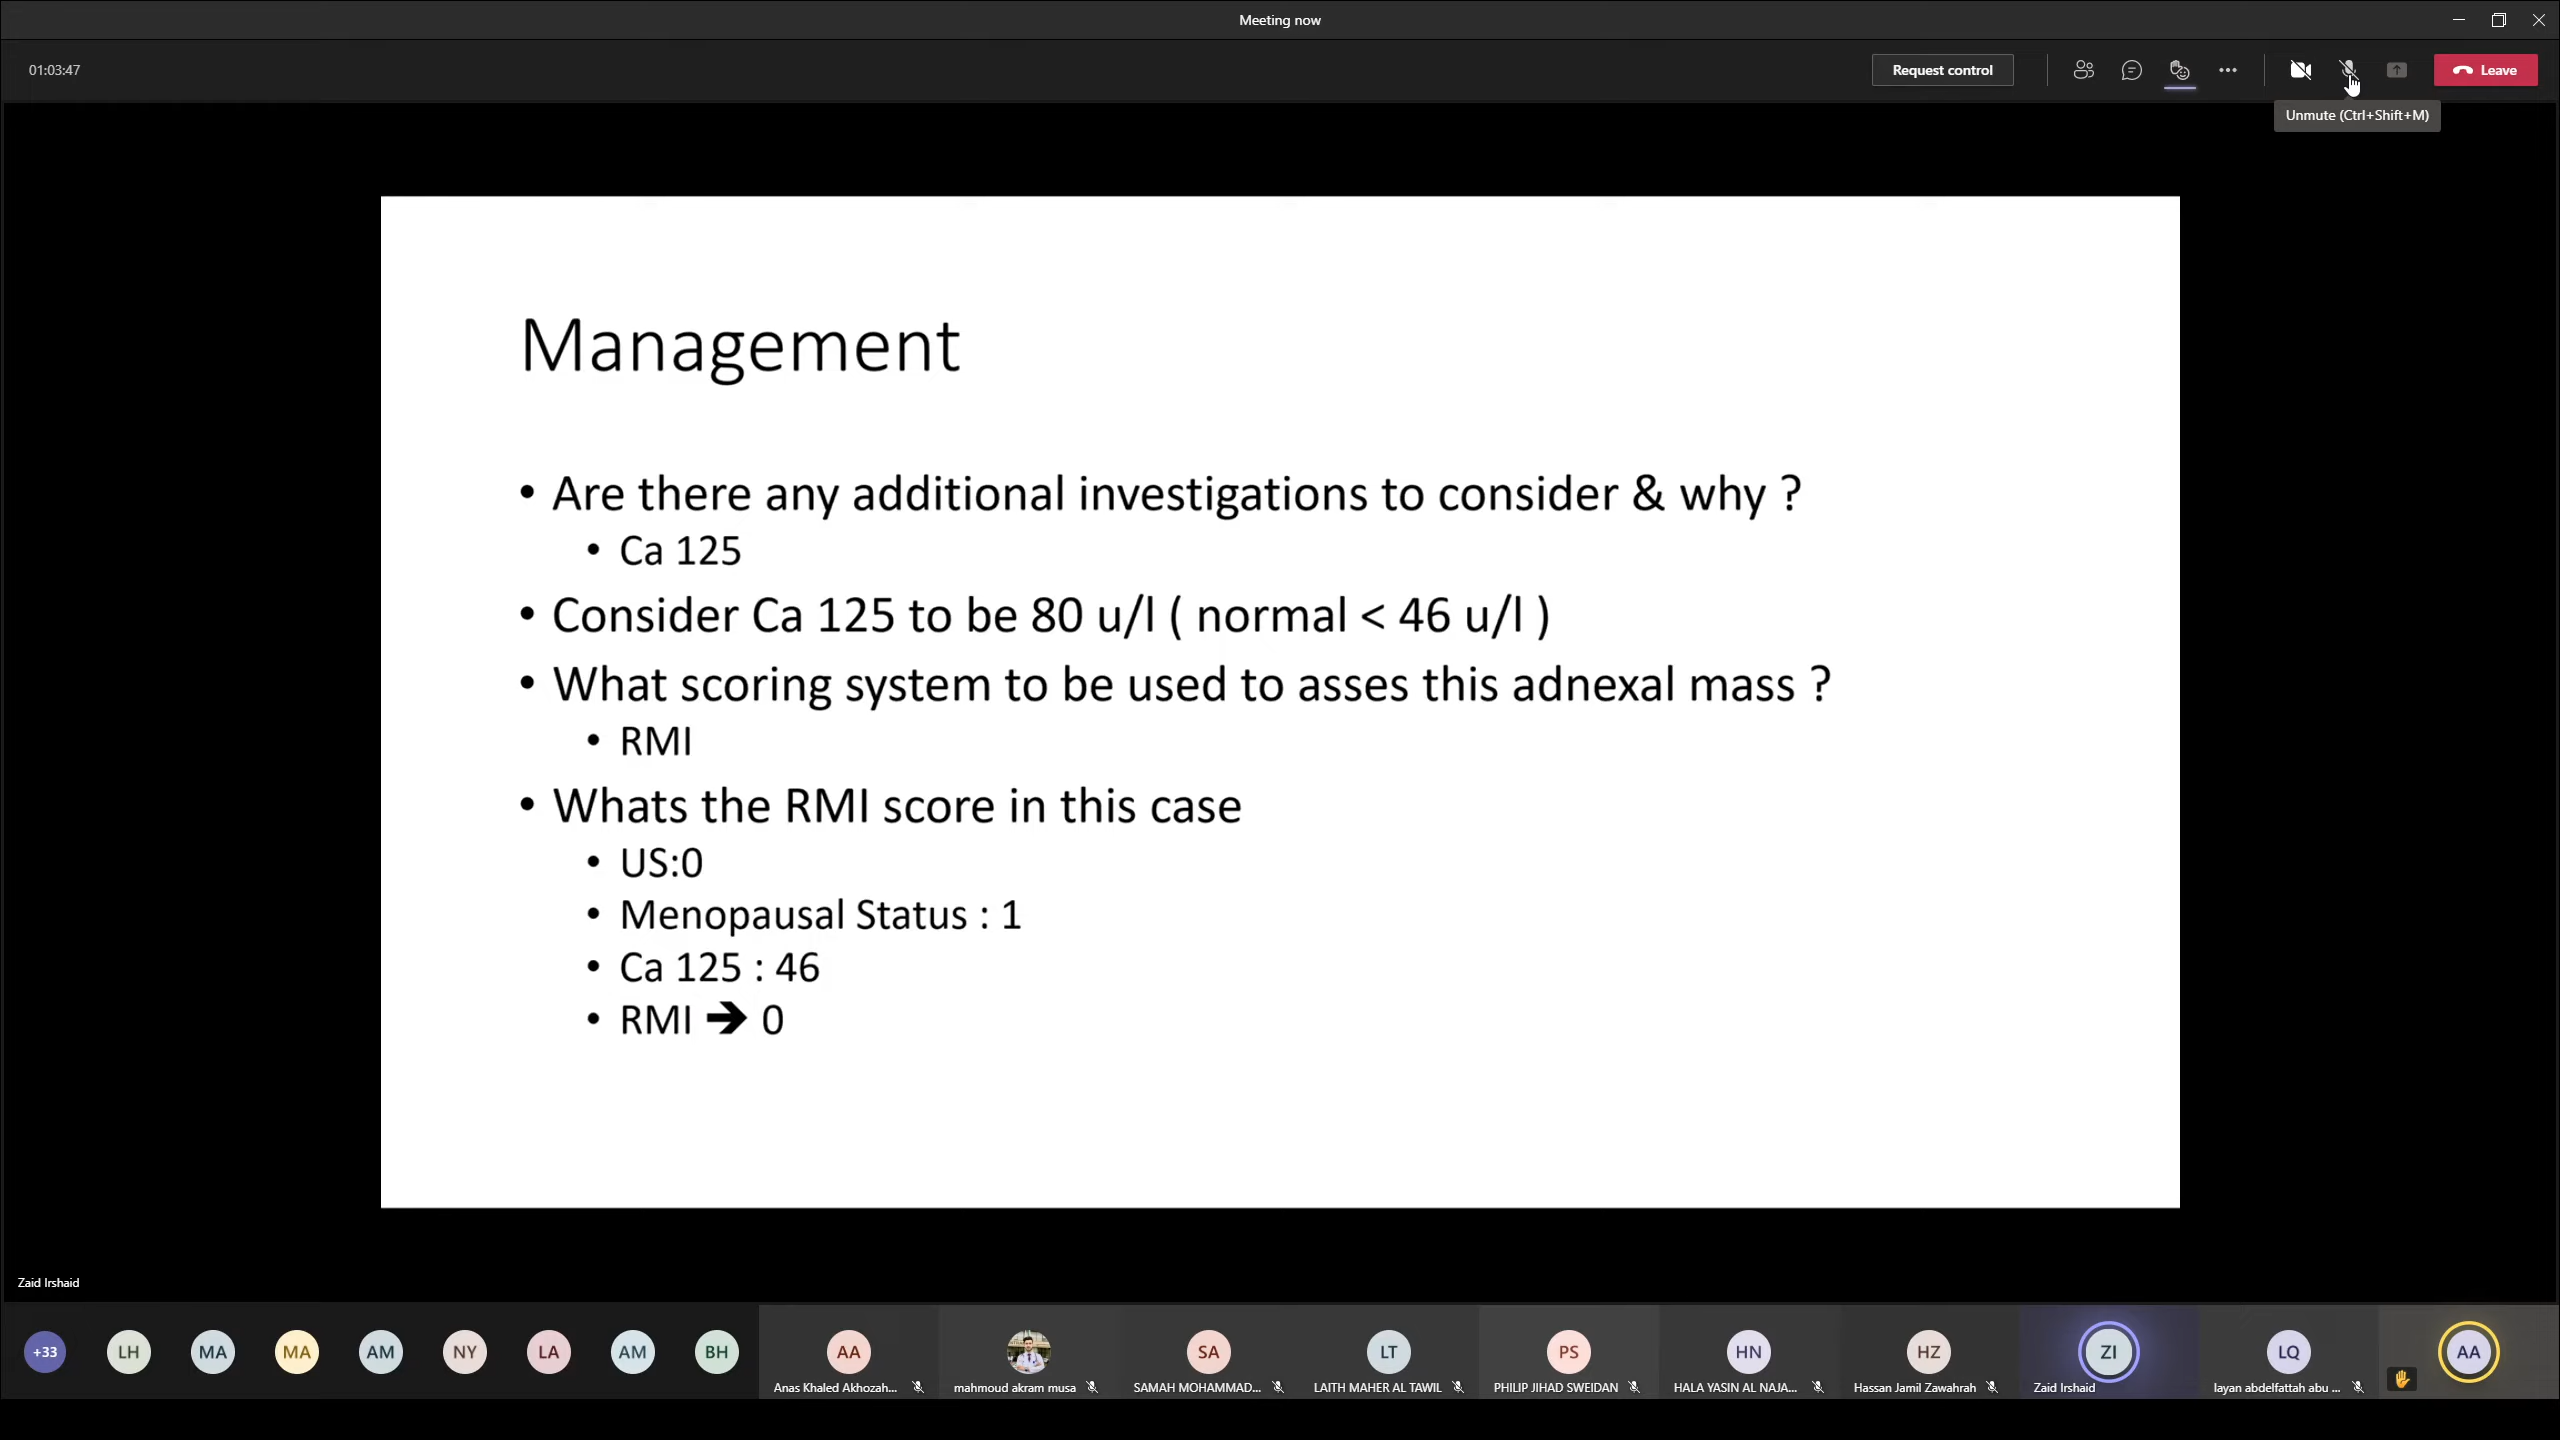 Meeting now
01:03:47
Request control
Leave
Unmute (Ctrl+Shift+M)
Management
• Are there any additional investigations to consider & why ?
• Ca 125
• Consider Ca 125 to be 80 u/l ( normal < 46 u/l )
• What scoring system to be used to asses this adnexal mass ?
• RMI
• Whats the RMI score in this case
• US:0
• Menopausal Status : 1
• Ca 125 : 46
• RMI ➔ 0
Zaid Irshaid
+33 LH MA MA AM NY LA AM BH AA SA LT PS HN HZ ZI LQ AA
Anas Khaled Akhozah... mahmoud akram musa SAMAH MOHAMMAD... LAITH MAHER AL TAWIL PHILIP JIHAD SWEIDAN HALA YASIN AL NAJA... Hassan Jamil Zawahrah Zaid Irshaid layan abdelfattah abu ...